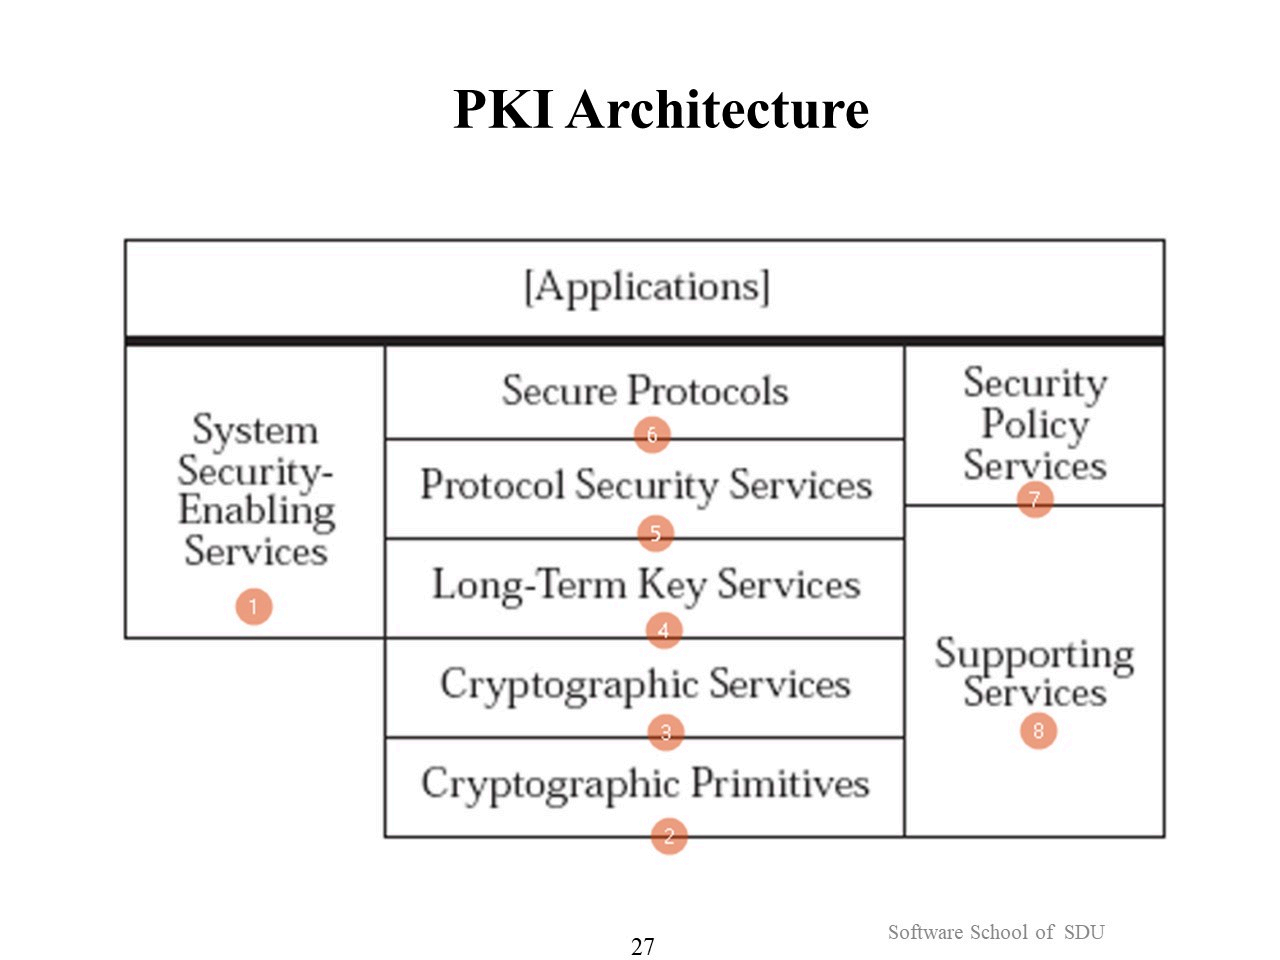 PKI Architecture
[Applications]
System
Security-
Enabling
Services
1
Secure Protocols
6
Protocol Security Services
5
Long-Term Key Services
4
Cryptographic Services
3
Cryptographic Primitives
2
Security
Policy
Services
7
Supporting
Services
8
Software School of SDU
27